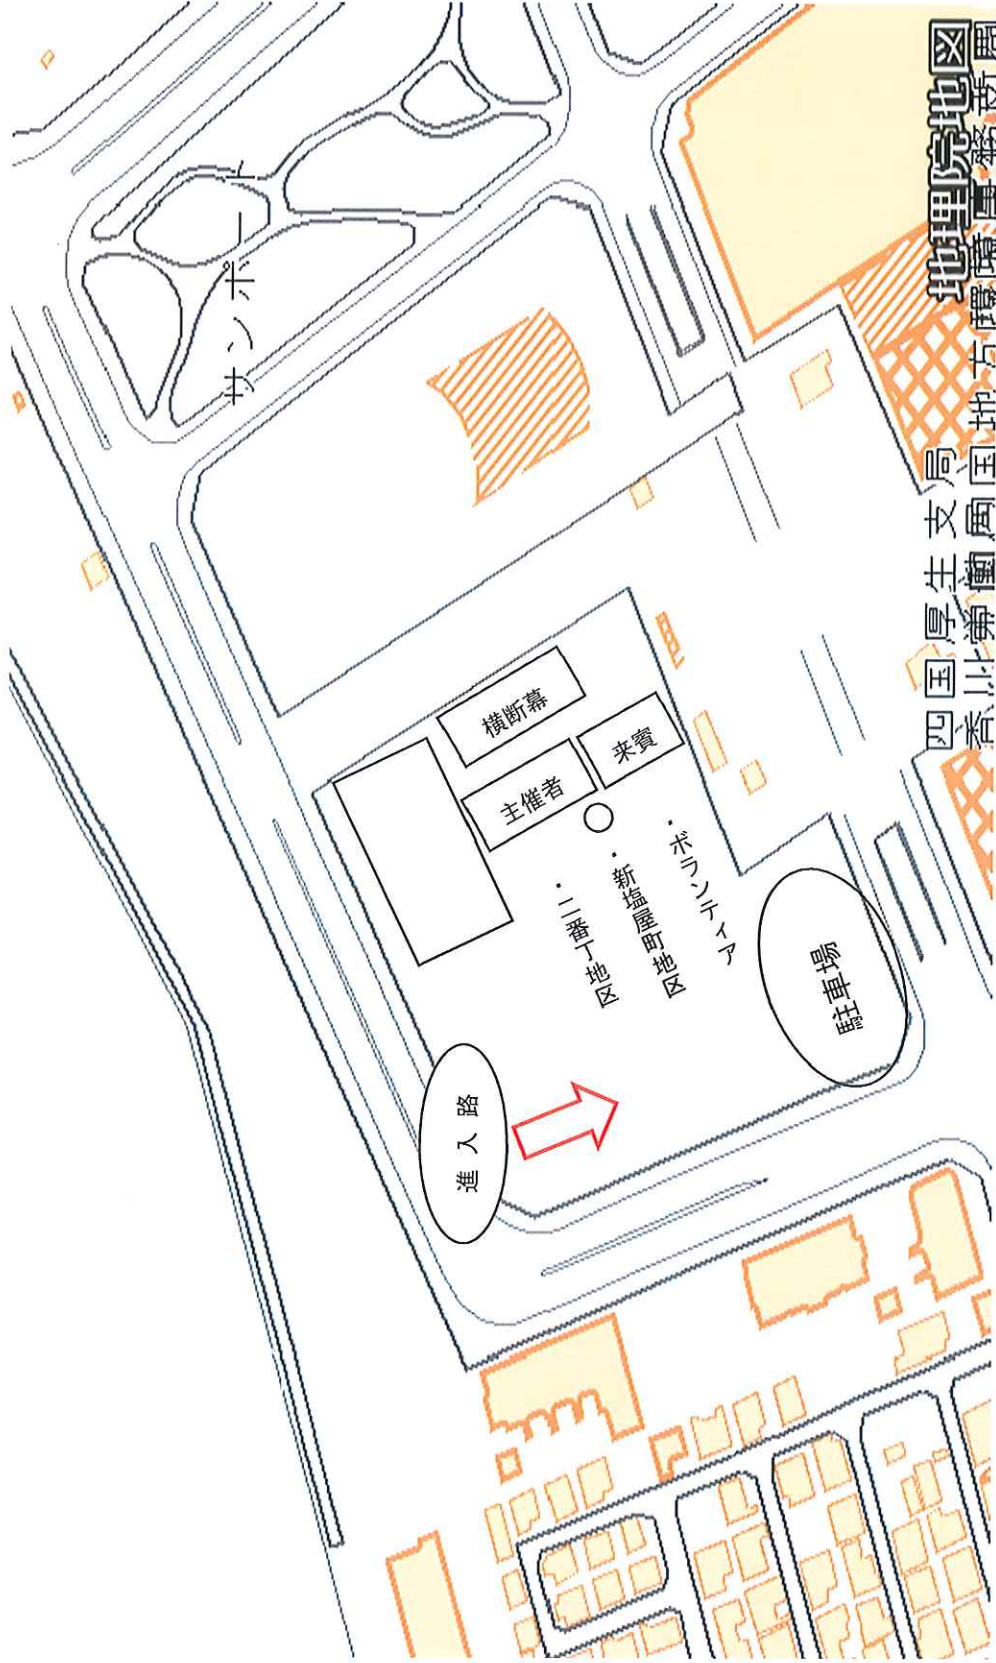 サンポート
地理院地図
四国厚生支局
横断幕
主催者
来賓
・二番丁地区
・新塩屋町地区
・ボランティア
進入路
駐車場